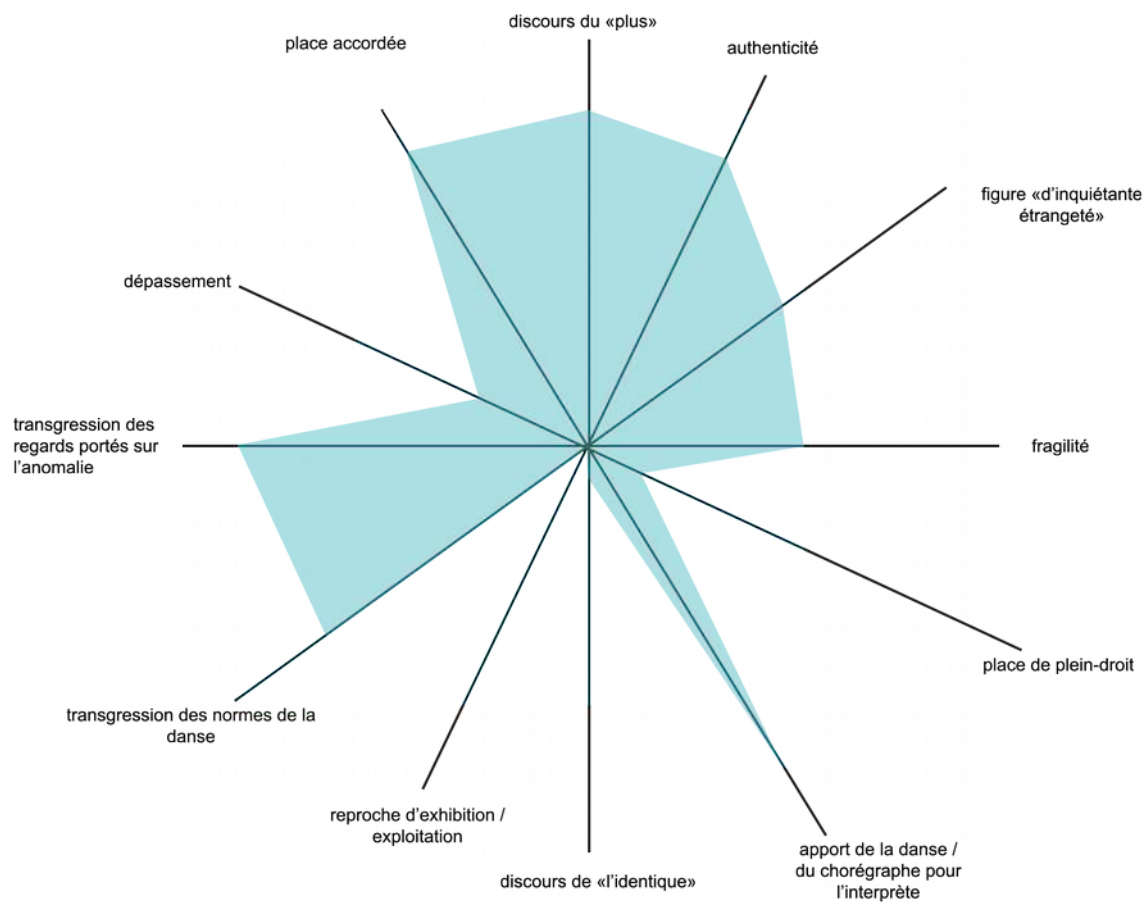 discours du «plus»
place accordée
authenticité
figure «d’inquiétante
étrangeté»
dépassement
transgression des
regards portés sur
l’anomalie
fragilité
place de plein-droit
transgression des normes de la
danse
reproche d’exhibition /
exploitation
apport de la danse /
du chorégraphe pour
l’interprète
discours de «l’identique»